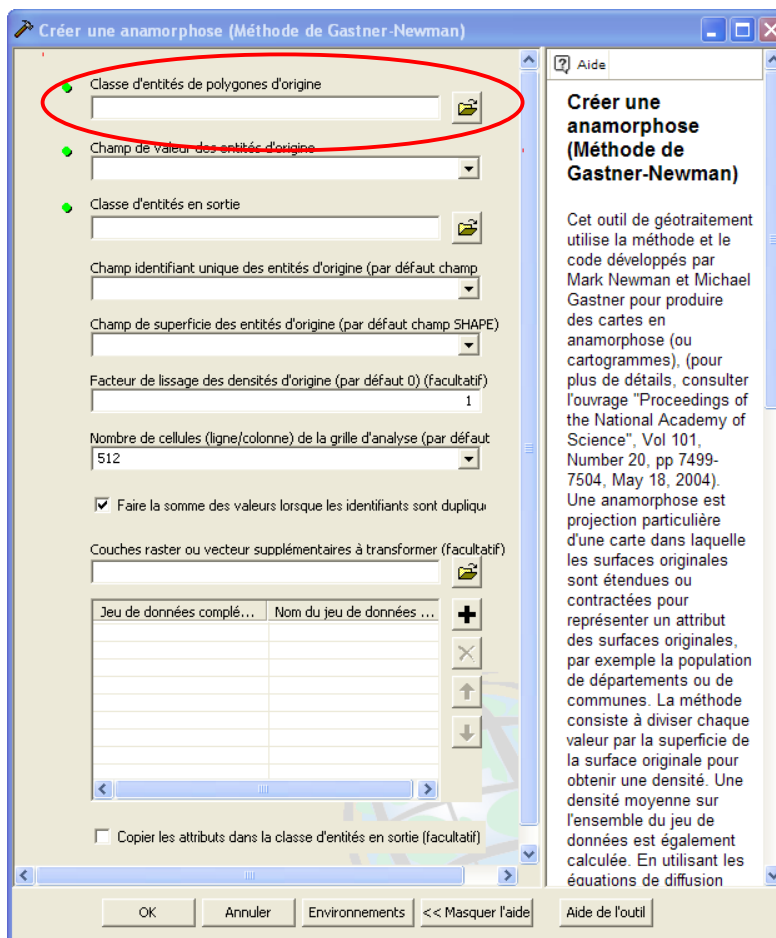 Créer une anamorphose (Méthode de Gastner-Newman)
Classe d'entités de polygones d'origine
Champ de valeur des entités d'origine
Classe d'entités en sortie
Champ identifiant unique des entités d'origine (par défaut champ
Champ de superficie des entités d'origine (par défaut champ SHAPE)
Facteur de lissage des densités d'origine (par défaut 0) (facultatif)
1
Nombre de cellules (ligne/colonne) de la grille d'analyse (par défaut
512
Faire la somme des valeurs lorsque les identifiants sont dupliqu
Couches raster ou vecteur supplémentaires à transformer (facultatif)
Jeu de données complé... Nom du jeu de données ...
Copier les attributs dans la classe d'entités en sortie (facultatif)
Aide
Créer une
anamorphose
(Méthode de
Gastner-Newman)
Cet outil de géotraitement
utilise la méthode et le
code développés par
Mark Newman et Michael
Gastner pour produire
des cartes en
anamorphose (ou
cartogrammes), (pour
plus de détails, consulter
l'ouvrage "Proceedings of
the National Academy of
Science", Vol 101,
Number 20, pp 7499-
7504, May 18, 2004).
Une anamorphose est
projection particulière
d'une carte dans laquelle
les surfaces originales
sont étendues ou
contractées pour
représenter un attribut
des surfaces originales,
par exemple la population
de départements ou de
communes. La méthode
consiste à diviser chaque
valeur par la superficie de
la surface originale pour
obtenir une densité. Une
densité moyenne sur
l'ensemble du jeu de
données est également
calculée. En utilisant les
équations de diffusion
OK Annuler Environnements << Masquer l'aide Aide de l'outil